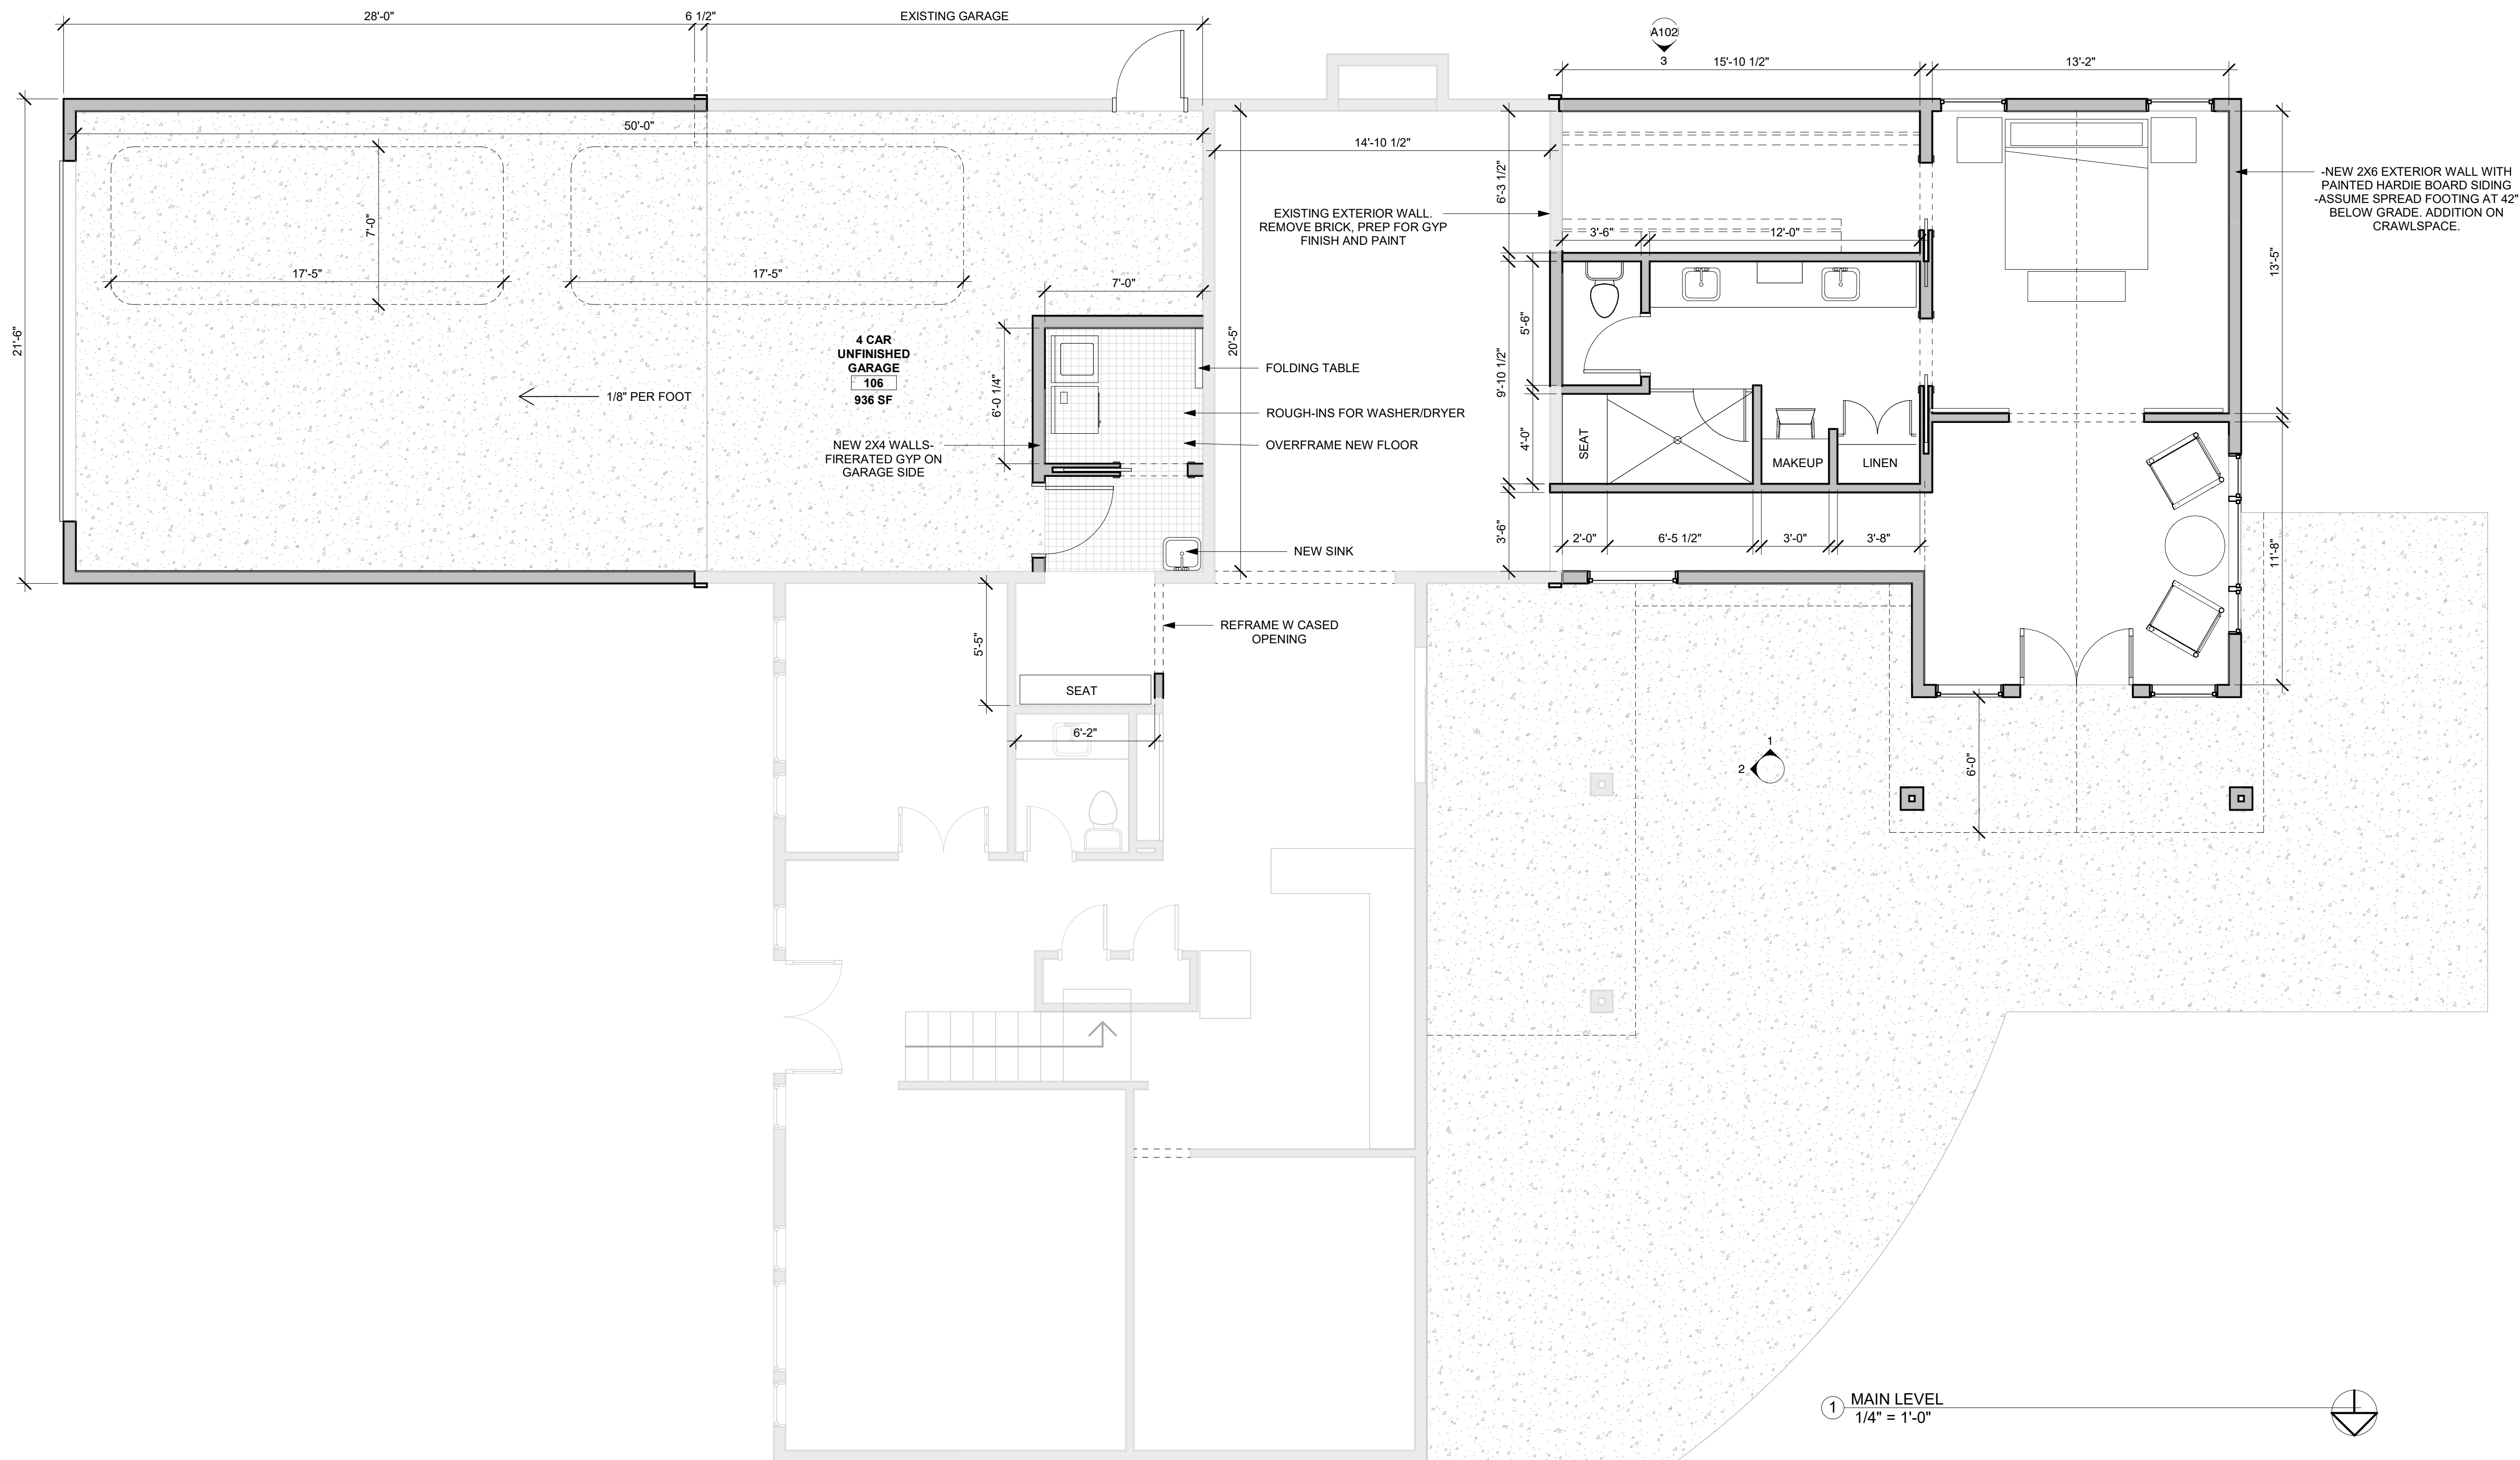 28'-0"
6 1/2"
EXISTING GARAGE
A102
3
15'-10 1/2"
13'-2"
50'-0"
14'-10 1/2"
6'-3 1/2"
-NEW 2X6 EXTERIOR WALL WITH
PAINTED HARDIE BOARD SIDING
-ASSUME SPREAD FOOTING AT 42"
BELOW GRADE. ADDITION ON
CRAWLSPACE.
EXISTING EXTERIOR WALL.
REMOVE BRICK, PREP FOR GYP
FINISH AND PAINT
7'-0"
3'-6"
12'-0"
17'-5"
17'-5"
7'-0"
13'-5"
21'-6"
20'-5"
5'-6"
4 CAR
UNFINISHED
GARAGE
106
936 SF
1/8" PER FOOT
FOLDING TABLE
6'-0 1/4"
9'-10 1/2"
ROUGH-INS FOR WASHER/DRYER
OVERFRAME NEW FLOOR
NEW 2X4 WALLS-
FIRERATED GYP ON
GARAGE SIDE
4'-0"
SEAT
MAKEUP
LINEN
3'-6"
2'-0"
6'-5 1/2"
3'-0"
3'-8"
NEW SINK
11'-8"
REFRAME W CASED
OPENING
5'-5"
SEAT
6'-2"
1
2
6'-0"
1
MAIN LEVEL
1/4" = 1'-0"